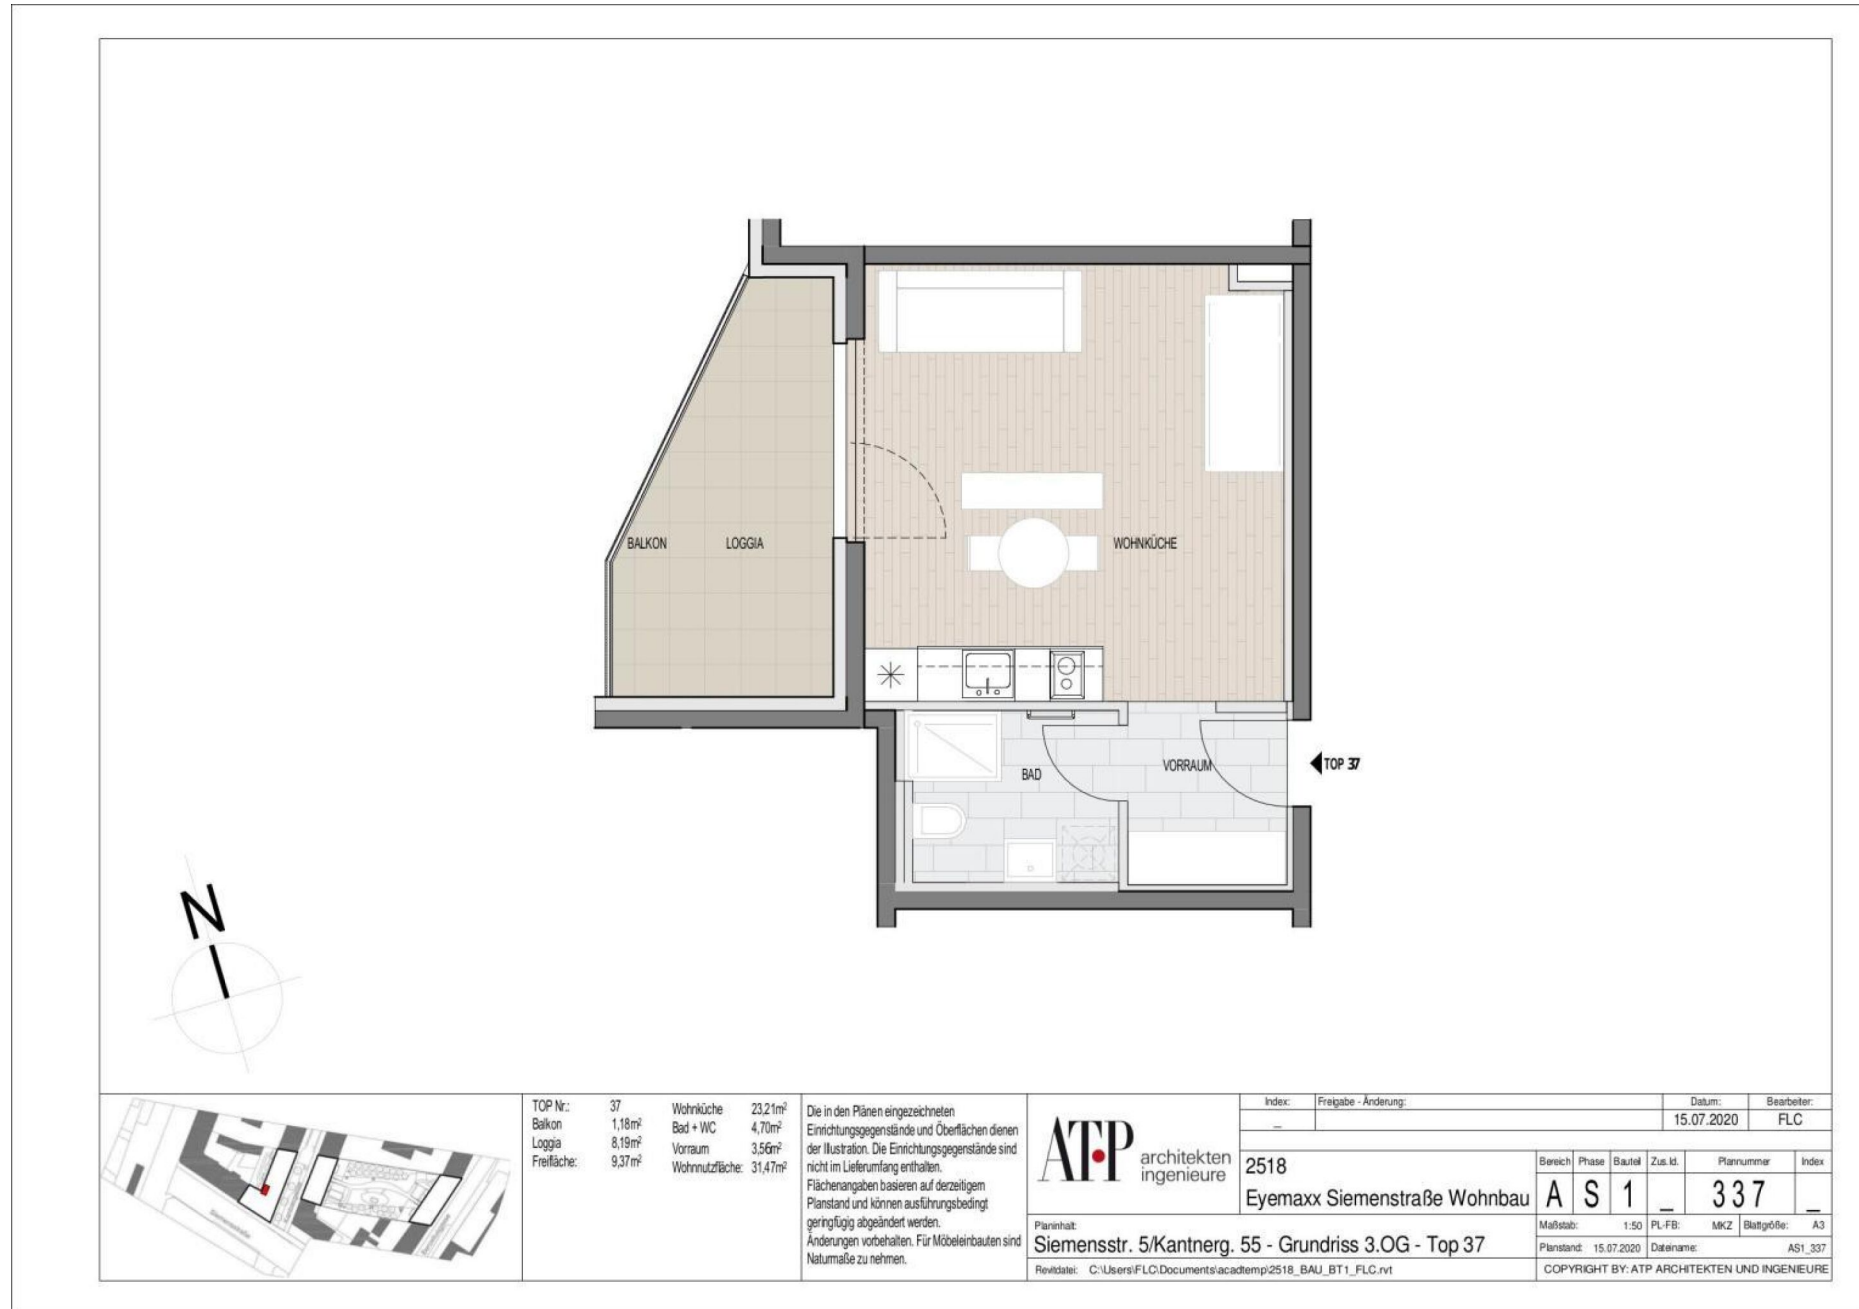 BALKON
LOGGIA
WOHNKÜCHE
BAD
VORRAUM
TOP 37
N
TOP Nr.: 37
Balkon 1,18m²
Loggia 8,19m²
Freifläche: 9,37m²
Wohnküche 23,21m²
Bad + WC 4,70m²
Vorraum 3,56m²
Wohnnutzfläche: 31,47m²
Die in den Plänen eingezeichneten
Einrichtungsgegenstände und Oberflächen dienen
der Illustration. Die Einrichtungsgegenstände sind
nicht im Lieferumfang enthalten.
Flächenangaben basieren auf derzeitigem
Planstand und können ausführungsbedingt
geringfügig abgeändert werden.
Änderungen vorbehalten. Für Möbeleinbauten sind
Naturmaße zu nehmen.
ATP architekten
ingenieure
Index: Freigabe - Änderung: Datum: Bearbeiter:
_ 15.07.2020 FLC
2518
Eyemaxx Siemenstraße Wohnbau
Bereich Phase Bauteil Zus.Id. Plannummer Index
A S 1 _ 337 _
Maßstab: 1:50 PL-FB: MKZ Blattgröße: A3
Planstand: 15.07.2020 Dateiname: AS1_337
Planinhalt:
Siemensstr. 5/Kantnerg. 55 - Grundriss 3.OG - Top 37
Revitdatei: C:\Users\FLC\Documents\acadtemp\2518_BAU_BT1_FLC.rvt
COPYRIGHT BY: ATP ARCHITEKTEN UND INGENIEURE